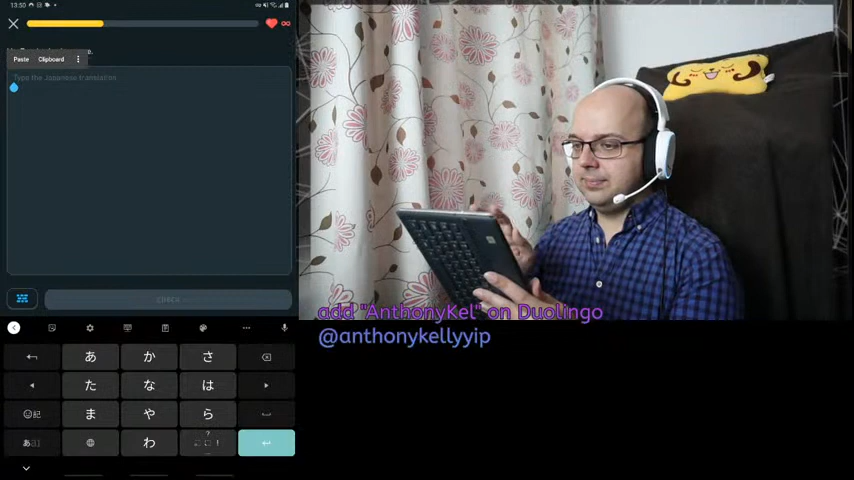 13:50
Paste Clipboard
Type the Japanese translation
CHECK
あ か さ
た な は
ま や ら
記
わ
? !
add "AnthonyKel" on Duolingo
@anthonykellyyip